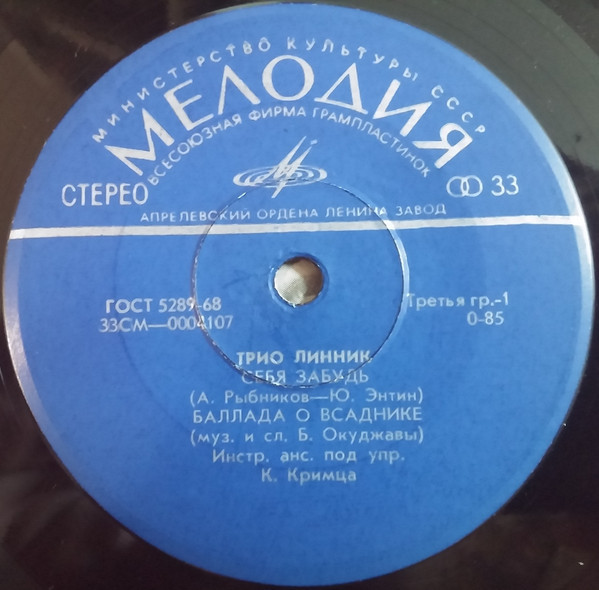 МИНИСТЕРСТВО КУЛЬТУРЫ СССР
МЕЛОДИЯ
ВСЕСОЮЗНАЯ ФИРМА ГРАМПЛАСТИНОК
СТЕРЕО 33
АПРЕЛЕВСКИЙ ОРДЕНА ЛЕНИНА ЗАВОД
ГОСТ 5289-68 Третья гр.-1
33СМ—0004107 0-85
ТРИО ЛИННИК
СЕБЯ ЗАБУДЬ
(А. Рыбников—Ю. Энтин)
БАЛЛАДА О ВСАДНИКЕ
(муз. и сл. Б. Окуджавы)
Инстр. анс. под упр.
К. Кримца